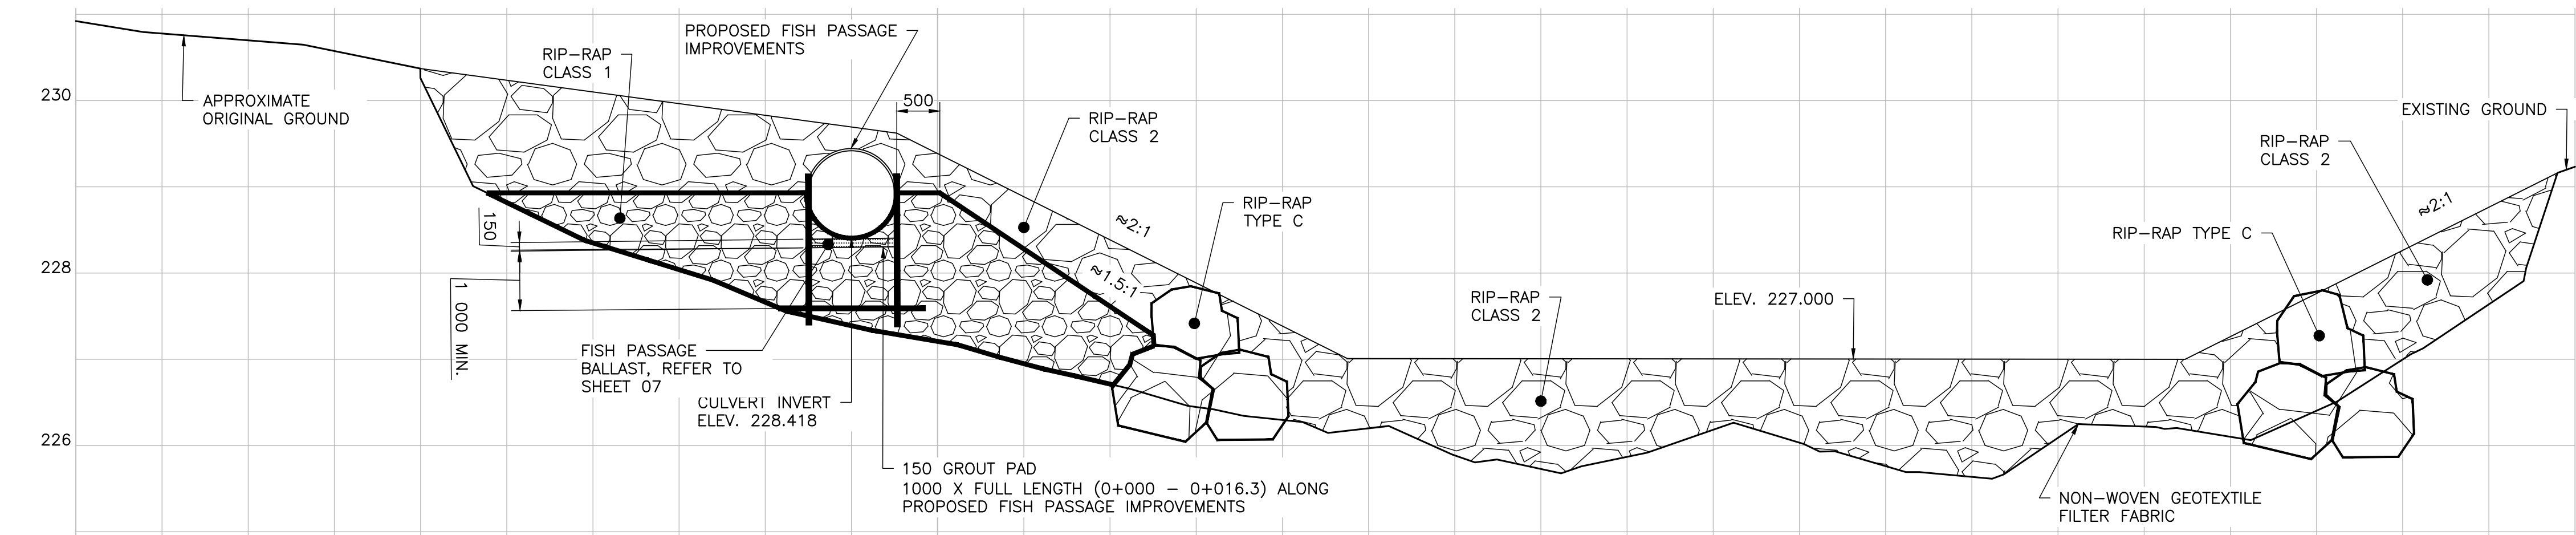 PROPOSED FISH PASSAGE
IMPROVEMENTS
RIP-RAP
CLASS 1
230
APPROXIMATE
ORIGINAL GROUND
500
RIP-RAP
CLASS 2
EXISTING GROUND
RIP-RAP
CLASS 2
RIP-RAP
TYPE C
≈2:1
≈2:1
150
RIP-RAP TYPE C
228
≈1.5:1
1 000 MIN.
RIP-RAP
CLASS 2
ELEV. 227.000
FISH PASSAGE
BALLAST, REFER TO
SHEET 07
CULVERT INVERT
ELEV. 228.418
226
150 GROUT PAD
1000 X FULL LENGTH (0+000 - 0+016.3) ALONG
PROPOSED FISH PASSAGE IMPROVEMENTS
NON-WOVEN GEOTEXTILE
FILTER FABRIC